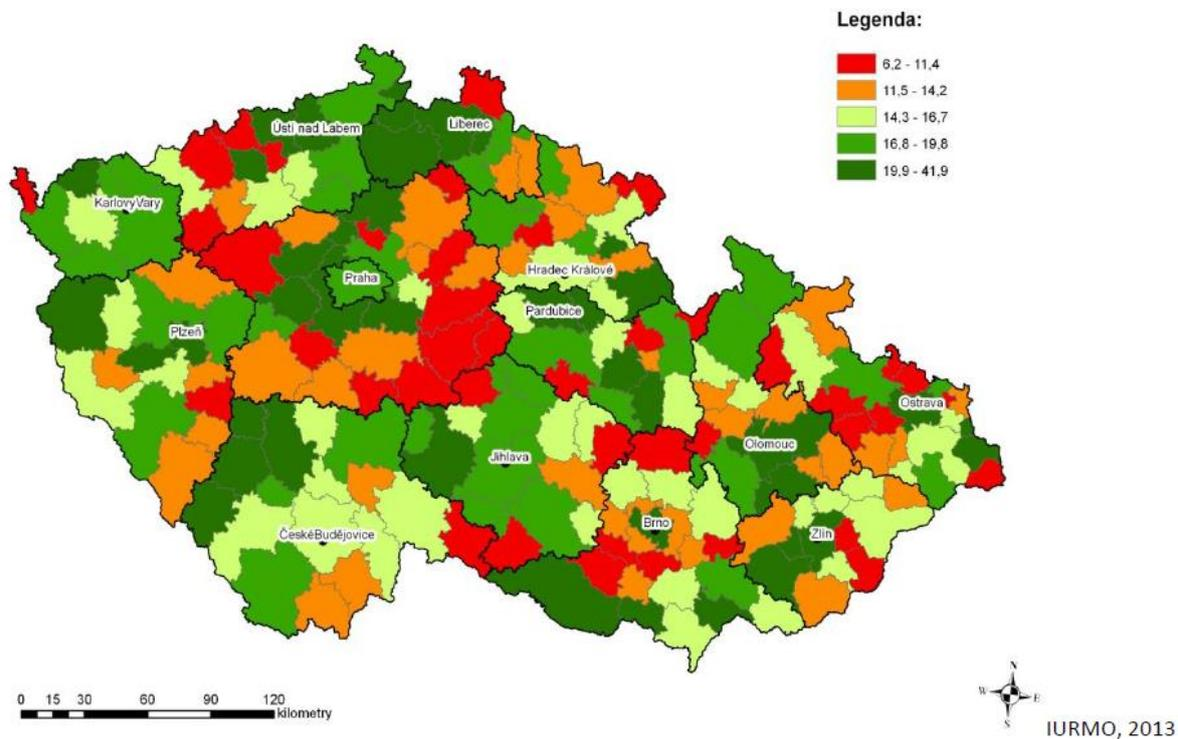 Legenda:
6,2 - 11,4
11,5 - 14,2
14,3 - 16,7
16,8 - 19,8
19,9 - 41,9
Ústí nad Labem
Liberec
KarlovyVary
Praha
Hradec Králové
Pardubice
Plzeň
Ostrava
Olomouc
Jihlava
Brno
Zlín
ČeskéBudějovice
0 15 30 60 90 120
kilometry
N
W E
S
IURMO, 2013